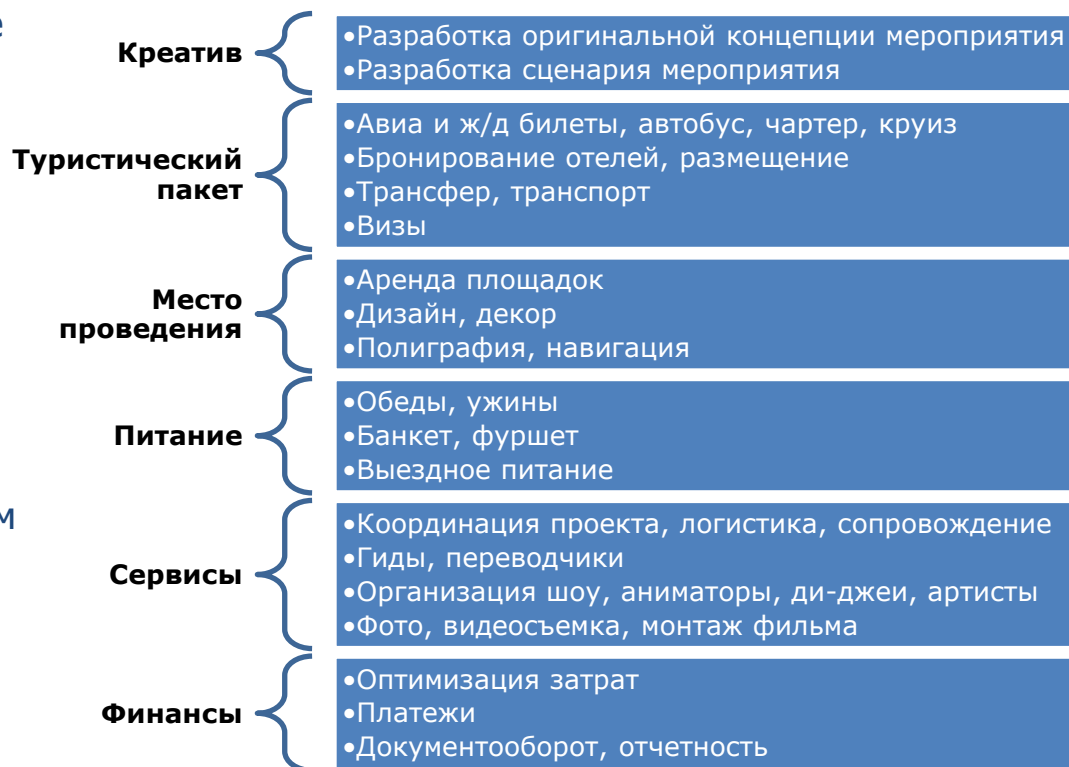 Креатив
•Разработка оригинальной концепции мероприятия
•Разработка сценария мероприятия
Туристический
пакет
•Авиа и ж/д билеты, автобус, чартер, круиз
•Бронирование отелей, размещение
•Трансфер, транспорт
•Визы
Место
проведения
•Аренда площадок
•Дизайн, декор
•Полиграфия, навигация
Питание
•Обеды, ужины
•Банкет, фуршет
•Выездное питание
Сервисы
•Координация проекта, логистика, сопровождение
•Гиды, переводчики
•Организация шоу, аниматоры, ди-джеи, артисты
•Фото, видеосъемка, монтаж фильма
Финансы
•Оптимизация затрат
•Платежи
•Документооборот, отчетность